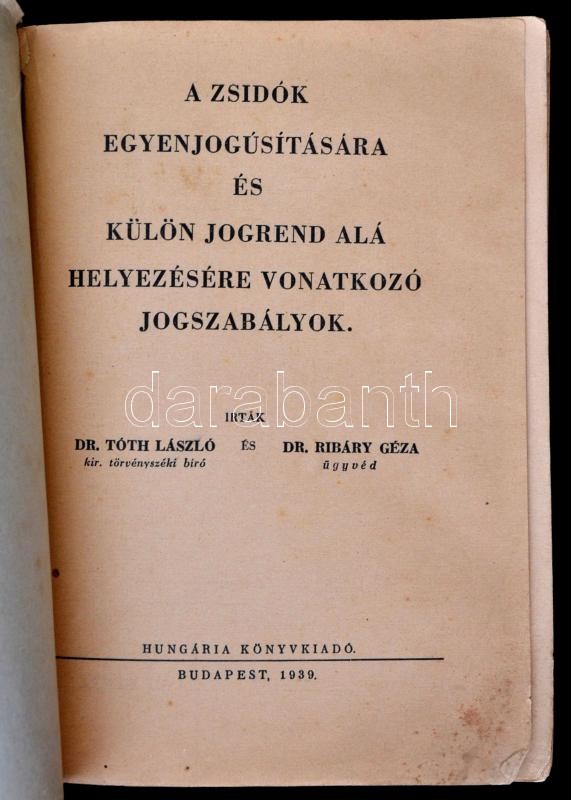 A ZSIDÓK
EGYENJOGÚSÍTÁSÁRA
ÉS
KÜLÖN JOGREND ALÁ
HELYEZÉSÉRE VONATKOZÓ
JOGSZABÁLYOK.
darabanth
IRTÁK
DR. TÓTH LÁSZLÓ ÉS DR. RIBÁRY GÉZA
kir. törvényszéki biró ügyvéd
HUNGÁRIA KÖNYVKIADÓ.
BUDAPEST, 1939.